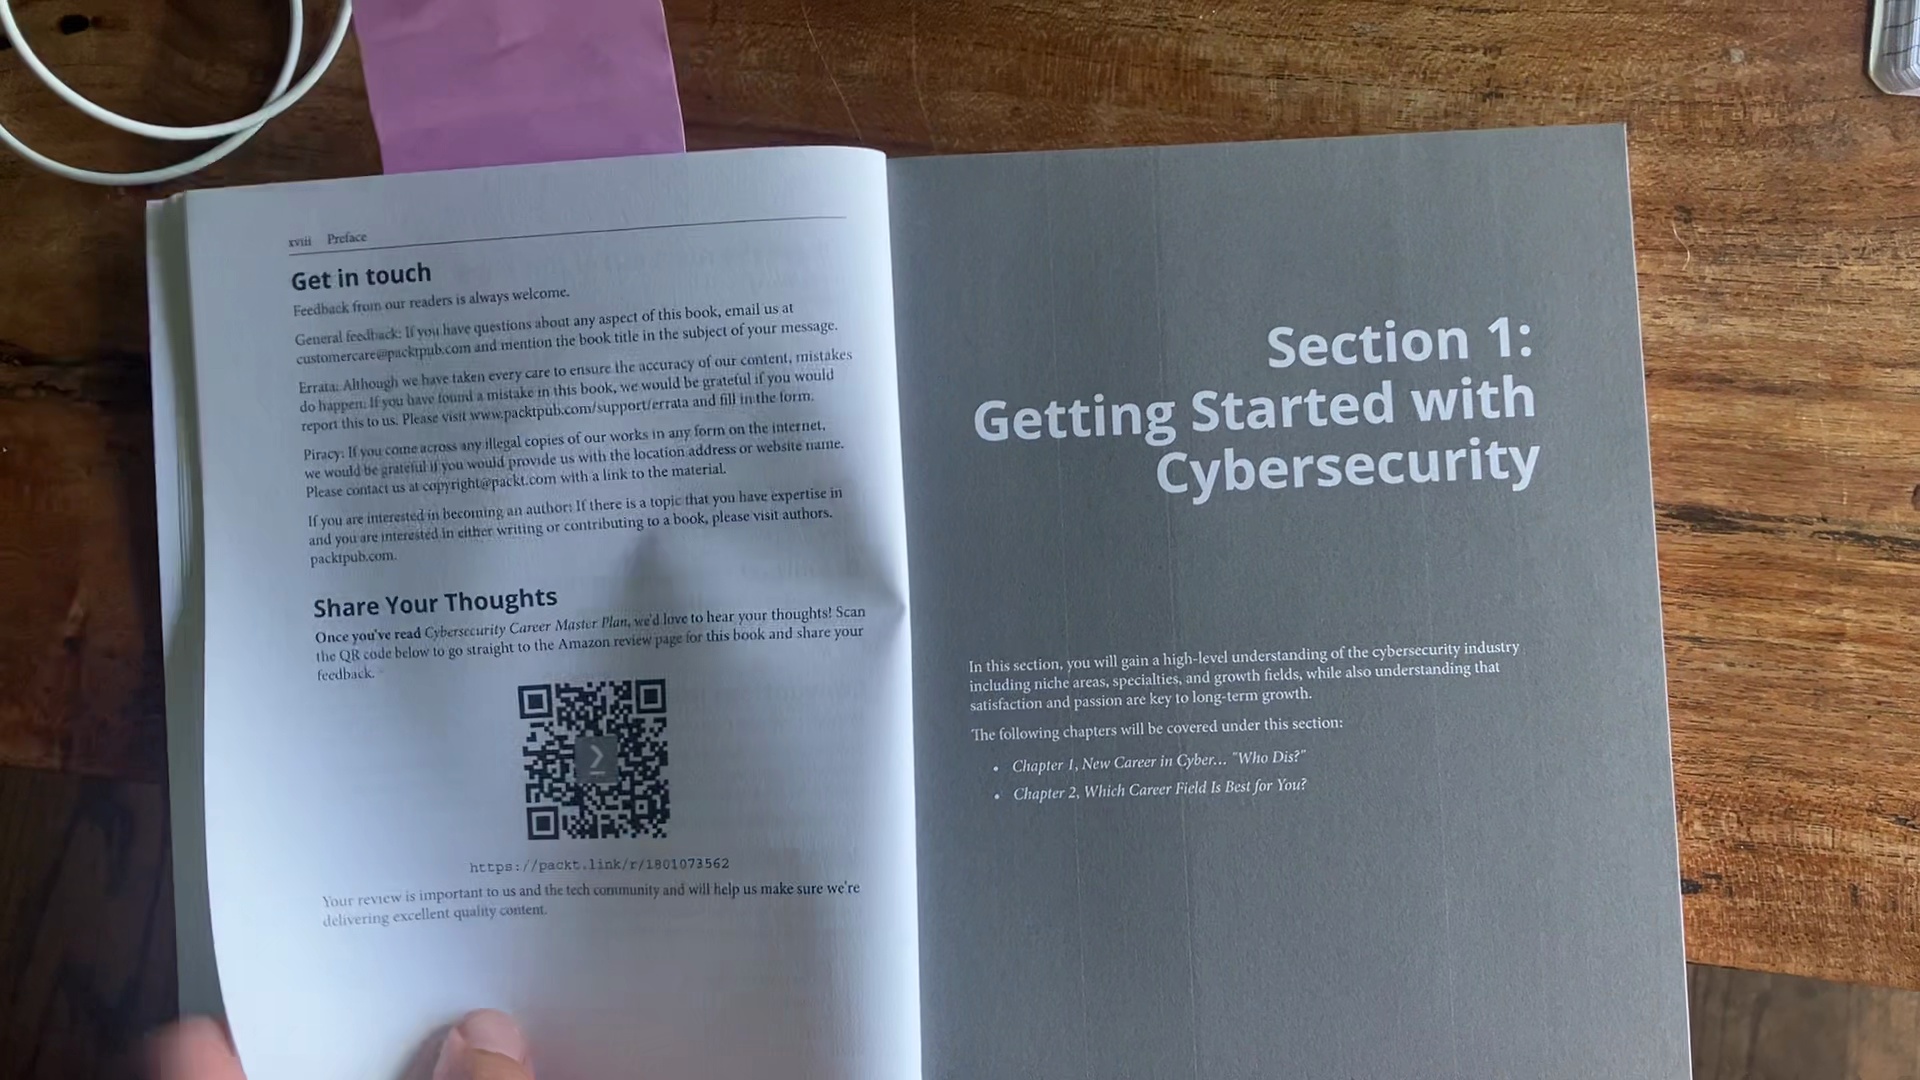 xviii Preface
Get in touch
Feedback from our readers is always welcome.
General feedback: If you have questions about any aspect of this book, email us at
customercare@packtpub.com and mention the book title in the subject of your message.
Errata: Although we have taken every care to ensure the accuracy of our content, mistakes
do happen. If you have found a mistake in this book, we would be grateful if you would
report this to us. Please visit www.packtpub.com/support/errata and fill in the form.
Piracy: If you come across any illegal copies of our works in any form on the internet,
we would be grateful if you would provide us with the location address or website name.
Please contact us at copyright@packt.com with a link to the material.
If you are interested in becoming an author: If there is a topic that you have expertise in
and you are interested in either writing or contributing to a book, please visit authors.
packtpub.com.
Share Your Thoughts
Once you've read Cybersecurity Career Master Plan, we'd love to hear your thoughts! Scan
the QR code below to go straight to the Amazon review page for this book and share your
feedback.
https://packt.link/r/1801073562
Your review is important to us and the tech community and will help us make sure we're
delivering excellent quality content.
Section 1:
Getting Started with
Cybersecurity
In this section, you will gain a high-level understanding of the cybersecurity industry
including niche areas, specialties, and growth fields, while also understanding that
satisfaction and passion are key to long-term growth.
The following chapters will be covered under this section:
• Chapter 1, New Career in Cyber... "Who Dis?"
• Chapter 2, Which Career Field Is Best for You?